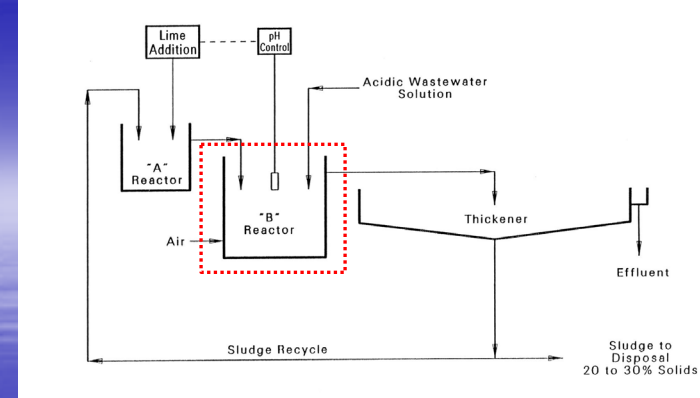 Lime
Addition
pH
Control
Acidic Wastewater
Solution
"A"
Reactor
"B"
Reactor
Air
Thickener
Effluent
Sludge Recycle
Sludge to
Disposal
20 to 30% Solids